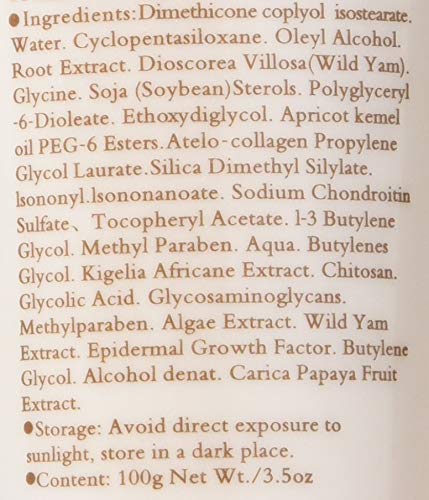 ●Ingredients:Dimethicone coplyol isostearate.
Water. Cyclopentasiloxane. Oleyl Alcohol.
Root Extract. Dioscorea Villosa(Wild Yam).
Glycine. Soja (Soybean)Sterols. Polyglyceryl
-6-Dioleate. Ethoxydiglycol. Apricot kemel
oil PEG-6 Esters.Atelo-collagen Propylene
Glycol Laurate.Silica Dimethyl Silylate.
lsononyl.lsononanoate. Sodium Chondroitin
Sulfate、Tocopheryl Acetate. l-3 Butylene
Glycol. Methyl Paraben. Aqua. Butylenes
Glycol. Kigelia Africane Extract. Chitosan.
Glycolic Acid. Glycosaminoglycans.
Methylparaben. Algae Extract. Wild Yam
Extract. Epidermal Growth Factor. Butylene
Glycol. Alcohol denat. Carica Papaya Fruit
Extract.
●Storage: Avoid direct exposure to
sunlight, store in a dark place.
●Content: 100g Net Wt./3.5oz